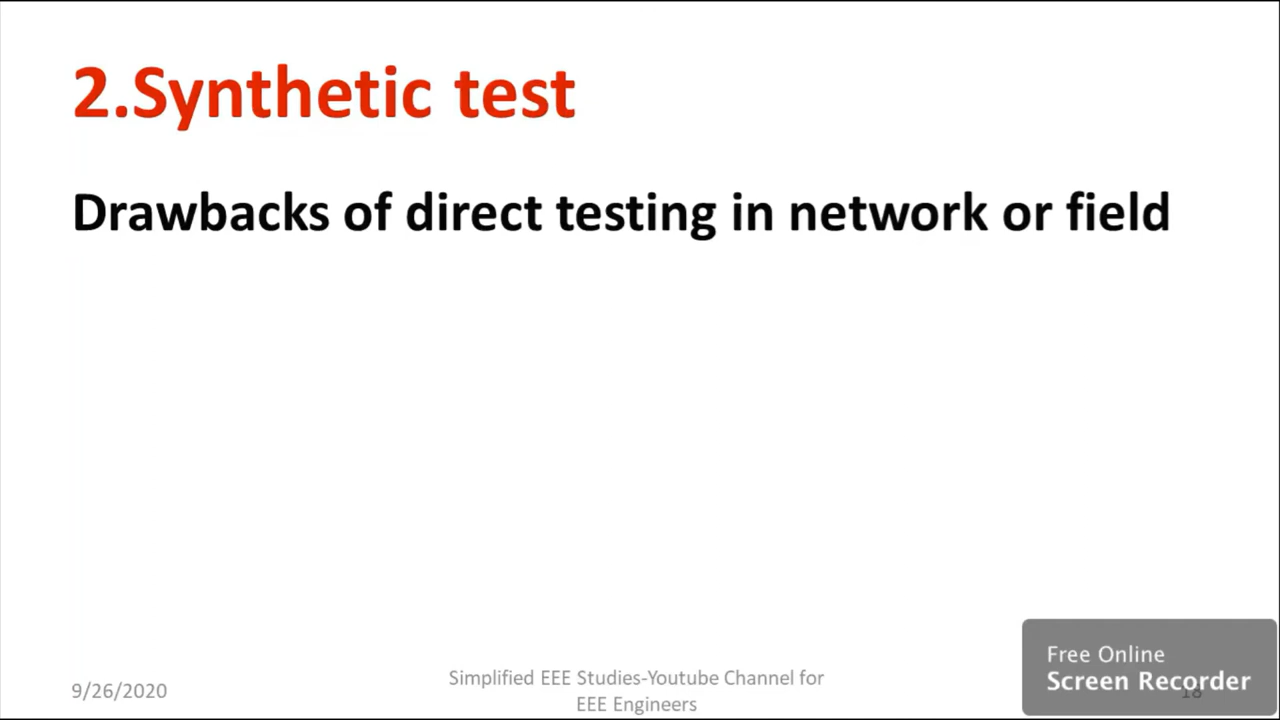 2.Synthetic test
Drawbacks of direct testing in network or field
9/26/2020
Simplified EEE Studies-Youtube Channel for
EEE Engineers
Free Online
Screen Recorder
18